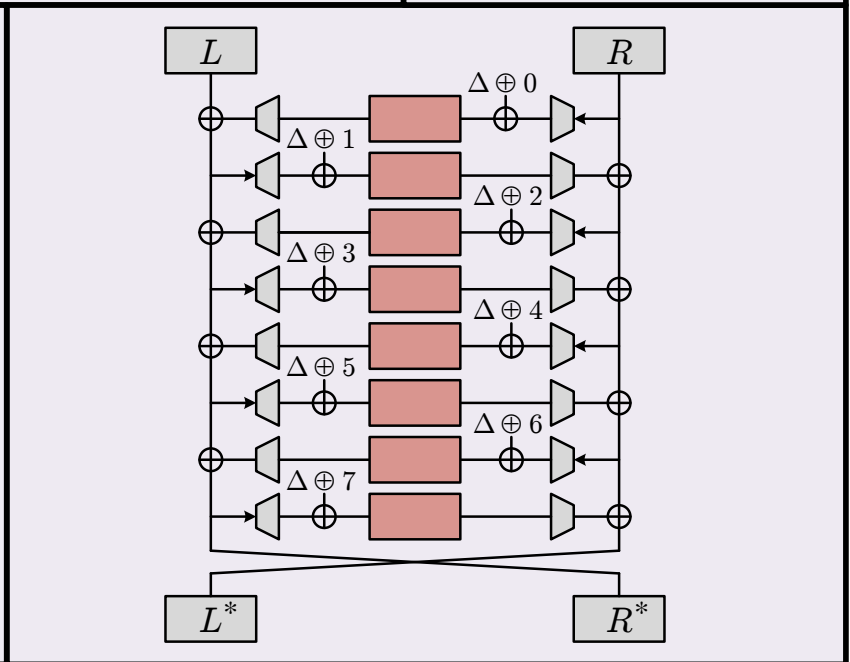 L R
Δ ⊕ 0
Δ ⊕ 1
Δ ⊕ 2
Δ ⊕ 3
Δ ⊕ 4
Δ ⊕ 5
Δ ⊕ 6
Δ ⊕ 7
L* R*